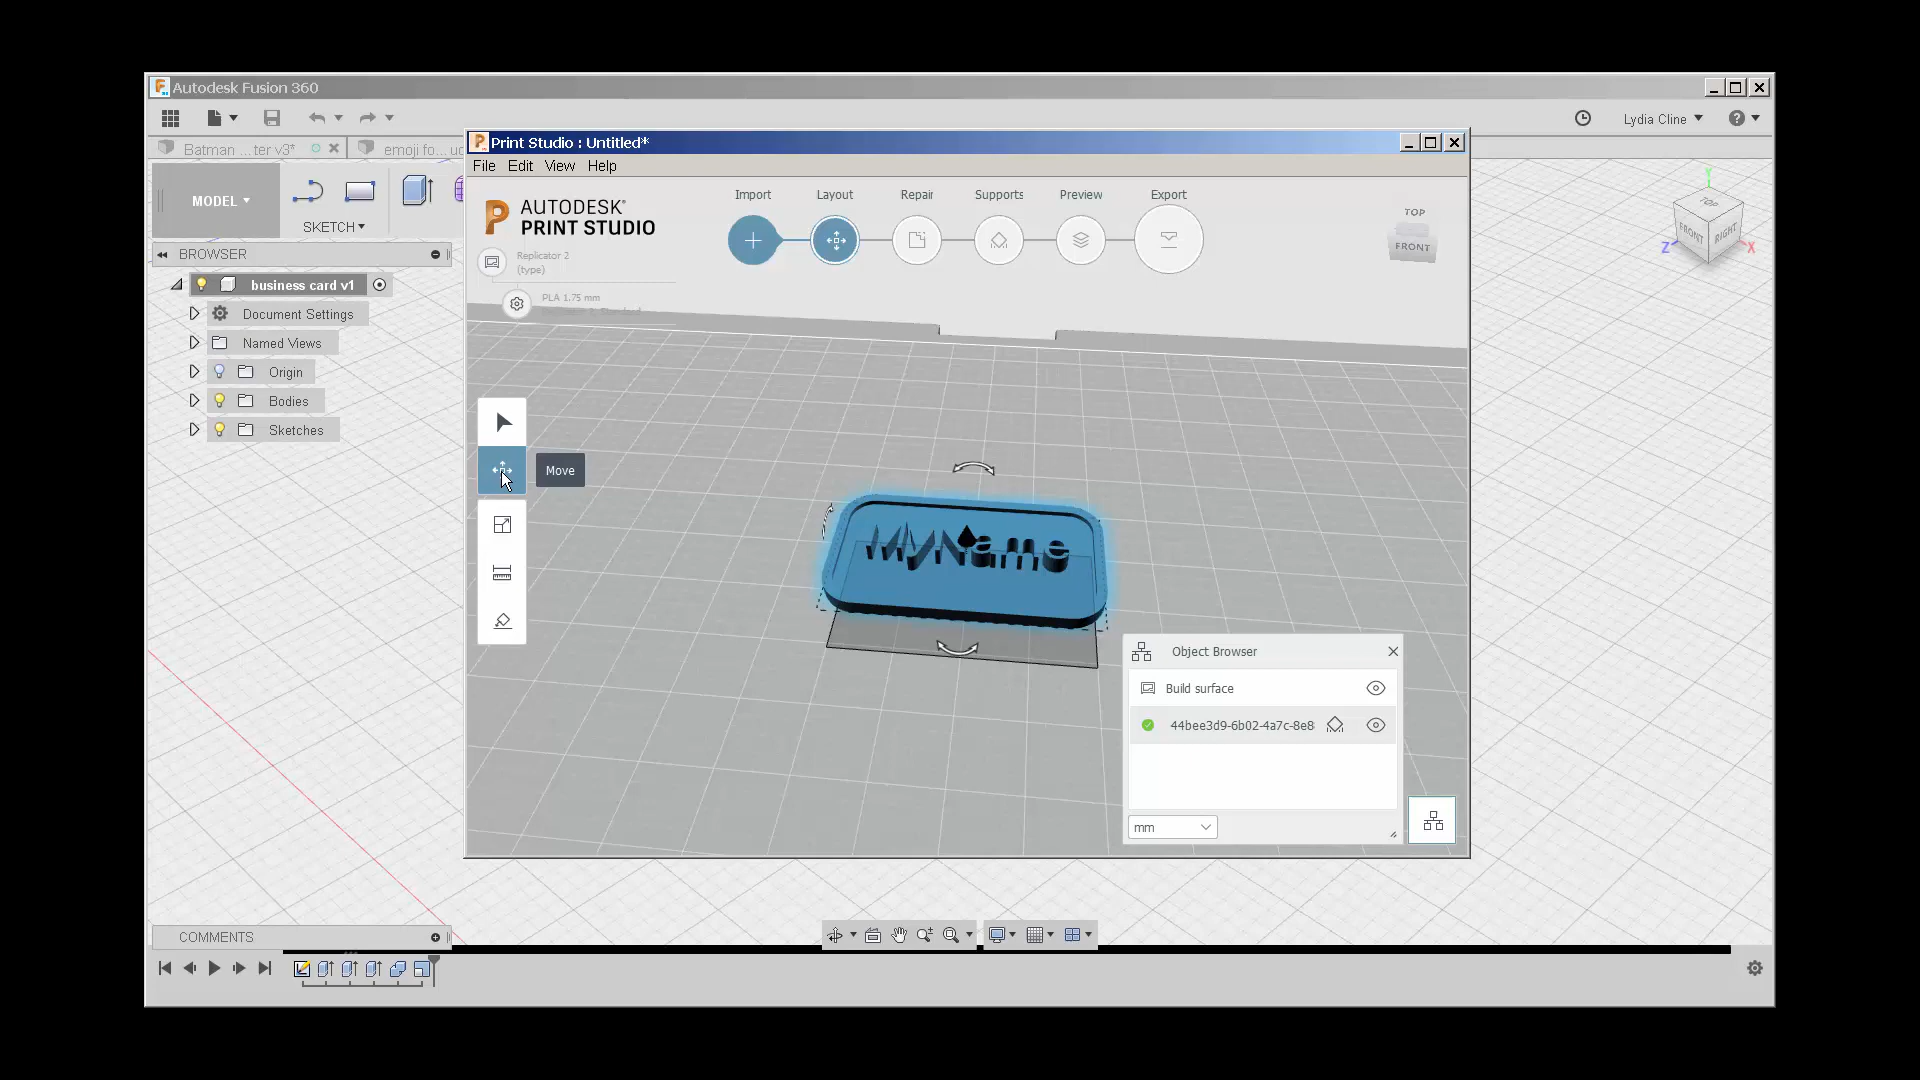 Autodesk Fusion 360
Lydia Cline
Batman ...ter v3*
emoji fo...
Print Studio : Untitled*
File Edit View Help
MODEL
SKETCH
AUTODESK®
PRINT STUDIO
Import
Layout
Repair
Supports
Preview
Export
TOP
FRONT
TOP
FRONT
RIGHT
Y
Z
X
Replicator 2
(type)
PLA 1.75 mm
BROWSER
business card v1
Document Settings
Named Views
Origin
Bodies
Sketches
Move
MyName
Object Browser
Build surface
44bee3d9-6b02-4a7c-8e8
mm
COMMENTS